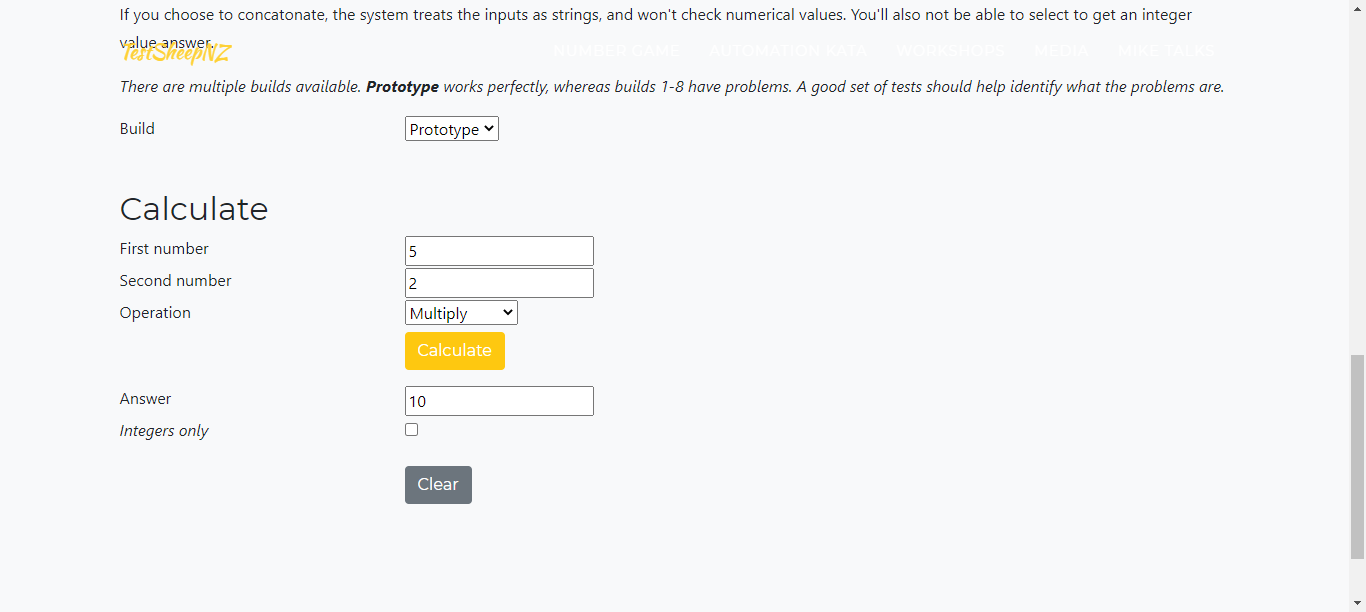 If you choose to concatonate, the system treats the inputs as strings, and won't check numerical values. You'll also not be able to select to get an integer
value answer.
TestSheepNZ NUMBER GAME AUTOMATION KATAS WORKSHOPS MEDIA MIKE TALKS
There are multiple builds available. Prototype works perfectly, whereas builds 1-8 have problems. A good set of tests should help identify what the problems are.
Build Prototype
Calculate
First number 5
Second number 2
Operation Multiply
Calculate
Answer 10
Integers only
Clear